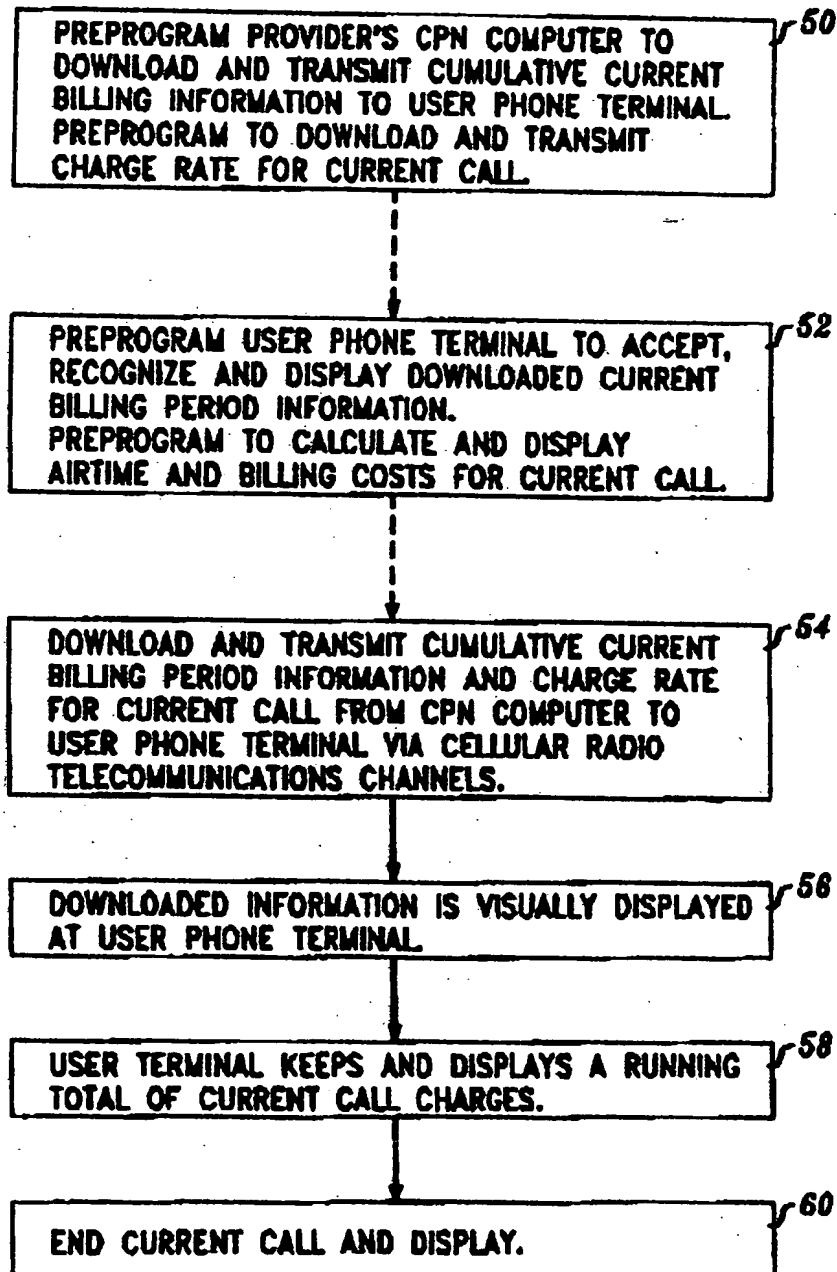 50
PREPROGRAM PROVIDER'S CPN COMPUTER TO
DOWNLOAD AND TRANSMIT CUMULATIVE CURRENT
BILLING INFORMATION TO USER PHONE TERMINAL.
PREPROGRAM TO DOWNLOAD AND TRANSMIT
CHARGE RATE FOR CURRENT CALL.
52
PREPROGRAM USER PHONE TERMINAL TO ACCEPT,
RECOGNIZE AND DISPLAY DOWNLOADED CURRENT
BILLING PERIOD INFORMATION.
PREPROGRAM TO CALCULATE AND DISPLAY
AIRTIME AND BILLING COSTS FOR CURRENT CALL.
54
DOWNLOAD AND TRANSMIT CUMULATIVE CURRENT
BILLING PERIOD INFORMATION AND CHARGE RATE
FOR CURRENT CALL FROM CPN COMPUTER TO
USER PHONE TERMINAL VIA CELLULAR RADIO
TELECOMMUNICATIONS CHANNELS.
56
DOWNLOADED INFORMATION IS VISUALLY DISPLAYED
AT USER PHONE TERMINAL.
58
USER TERMINAL KEEPS AND DISPLAYS A RUNNING
TOTAL OF CURRENT CALL CHARGES.
60
END CURRENT CALL AND DISPLAY.